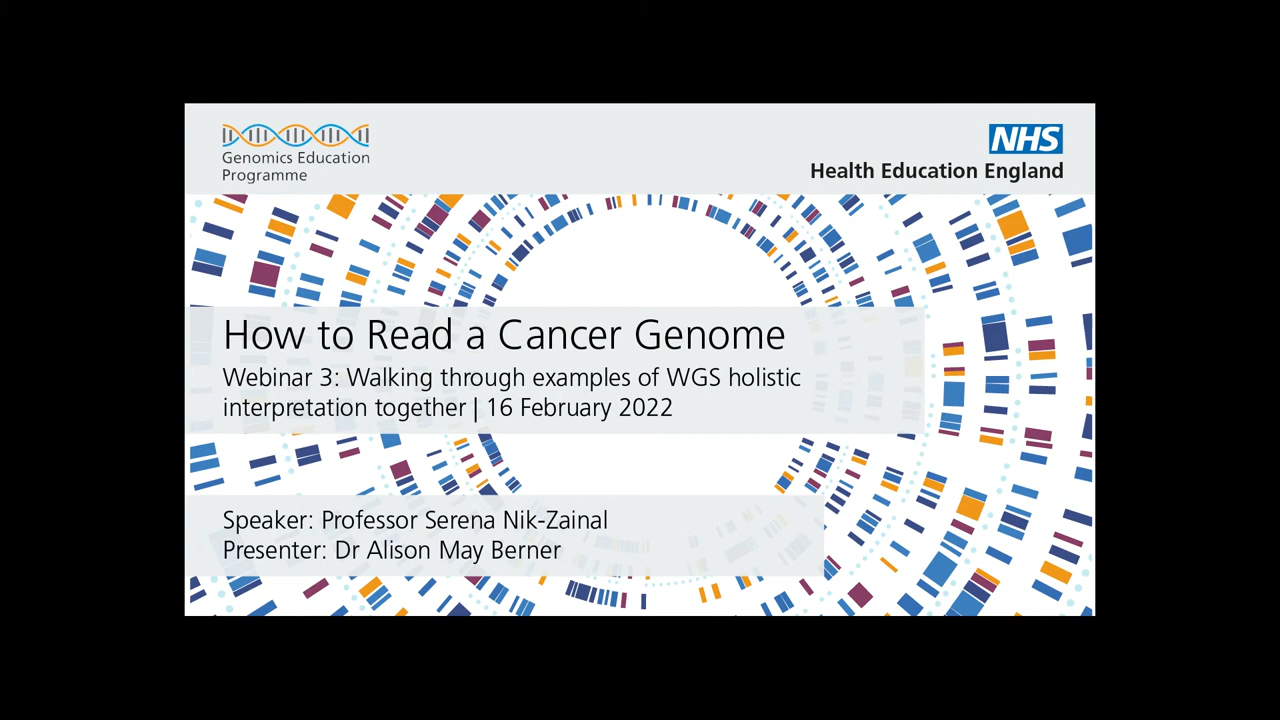 Genomics Education
Programme
NHS
Health Education England
How to Read a Cancer Genome
Webinar 3: Walking through examples of WGS holistic
interpretation together | 16 February 2022
Speaker: Professor Serena Nik-Zainal
Presenter: Dr Alison May Berner